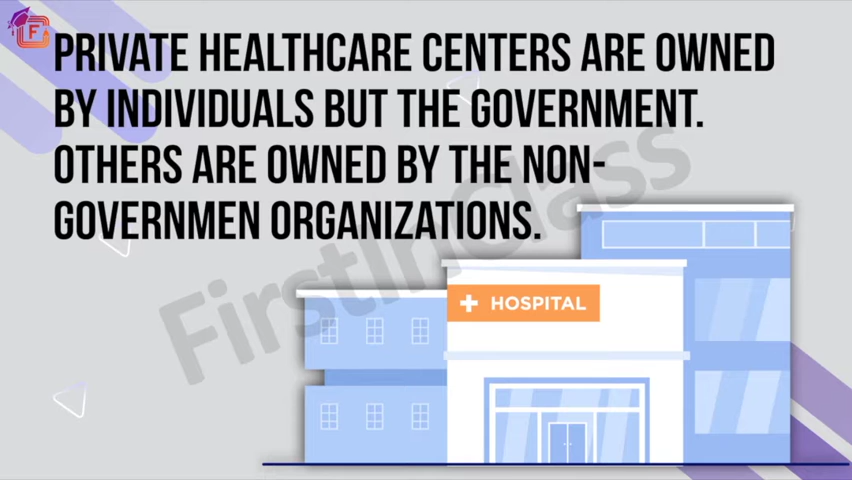 PRIVATE HEALTHCARE CENTERS ARE OWNED
BY INDIVIDUALS BUT THE GOVERNMENT.
OTHERS ARE OWNED BY THE NON-
GOVERNMEN ORGANIZATIONS.
FirstInClass
HOSPITAL
F